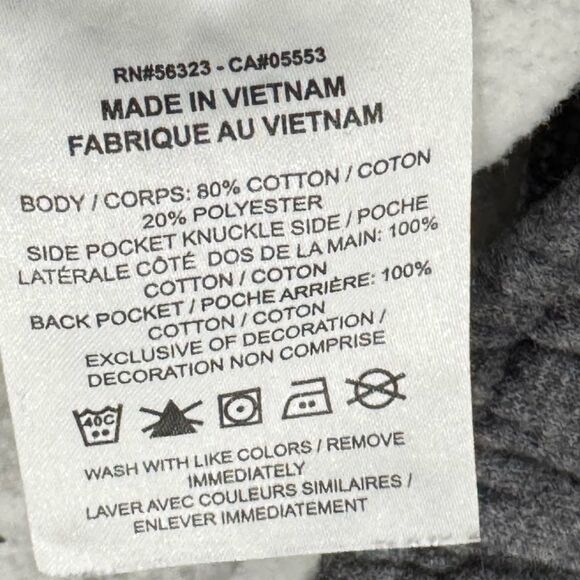 RN#56323 - CA#05553
MADE IN VIETNAM
FABRIQUE AU VIETNAM
BODY / CORPS: 80% COTTON / COTON
20% POLYESTER
SIDE POCKET KNUCKLE SIDE / POCHE
LATÉRALE CÔTÉ DOS DE LA MAIN: 100%
COTTON / COTON
BACK POCKET / POCHE ARRIÈRE: 100%
COTTON / COTON
EXCLUSIVE OF DECORATION /
DECORATION NON COMPRISE
40C
WASH WITH LIKE COLORS / REMOVE
IMMEDIATELY
LAVER AVEC COULEURS SIMILAIRES /
ENLEVER IMMEDIATEMENT